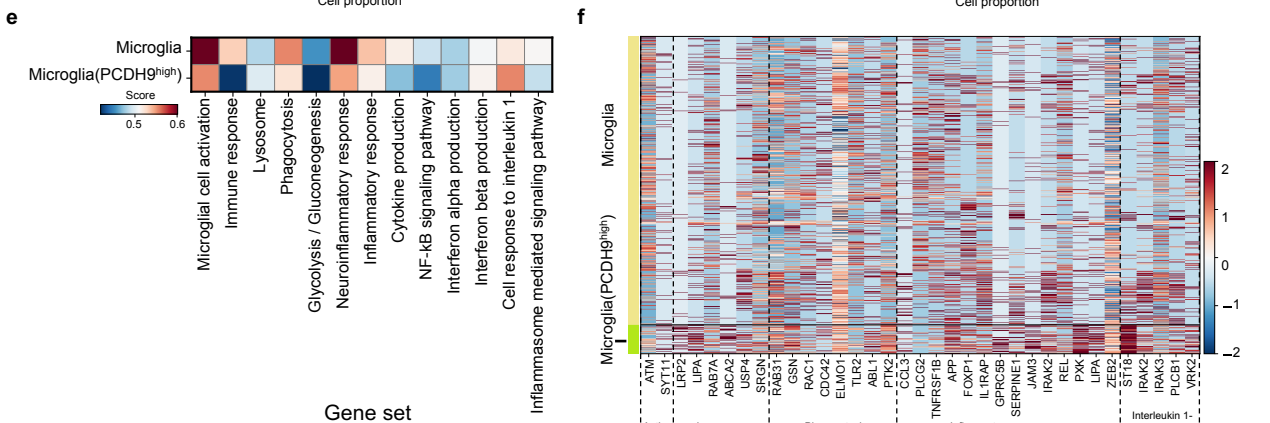 Cell proportion
Cell proportion
e
Microglia
Microglia(PCDH9high)
Score
0.5
0.6
Microglial cell activation
Immune response
Lysosome
Phagocytosis
Glycolysis / Gluconeogenesis
Neuroinflammatory response
Inflammatory response
Cytokine production
NF-kB signaling pathway
Interferon alpha production
Interferon beta production
Cell response to interleukin 1
Inflammasome mediated signaling pathway
Gene set
f
Microglia
Microglia(PCDH9high)
2
1
0
−1
−2
ATM
SYT11
LRP2
LIPA
RAB7A
ABCA2
USP4
SRGN
RAB31
GSN
RAC1
CDC42
ELMO1
TLR2
ABL1
PTK2
CCL3
PLCG2
TNFRSF1B
APP
FOXP1
IL1RAP
GPRC5B
SERPINE1
JAM3
IRAK2
REL
PXK
LIPA
ZEB2
ST18
IRAK2
IRAK3
PLCB1
VRK2
Interleukin 1-